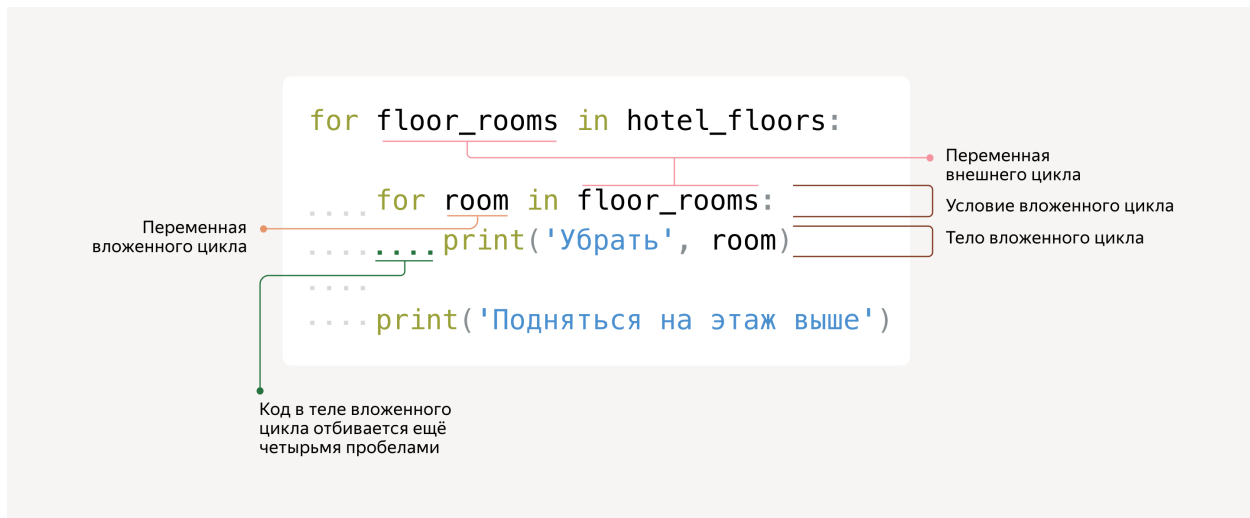 for floor_rooms in hotel_floors:
Переменная
внешнего цикла
for room in floor_rooms:
Условие вложенного цикла
Переменная
вложенного цикла
print('Убрать', room)
Тело вложенного цикла
print('Подняться на этаж выше')
Код в теле вложенного
цикла отбивается ещё
четырьмя пробелами